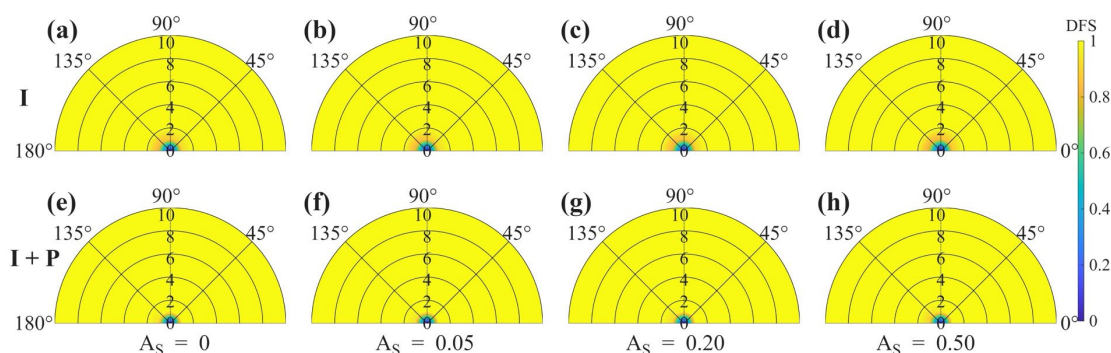 (a) 90° (b) 90° (c) 90° (d) 90° DFS
135° 10 45° 135° 10 45° 135° 10 45° 135° 10 45° 1
8 8 8 8 0.8
I 6 6 6 6
4 4 4 4
2 2 2 2
180° 0 0 0 0 0°
0.6
(e) 90° (f) 90° (g) 90° (h) 90°
135° 10 45° 135° 10 45° 135° 10 45° 135° 10 45° 0.4
8 8 8 8
I + P 6 6 6 6 0.2
4 4 4 4
2 2 2 2
180° 0 0 0 0 0° 0
A_S = 0 A_S = 0.05 A_S = 0.20 A_S = 0.50